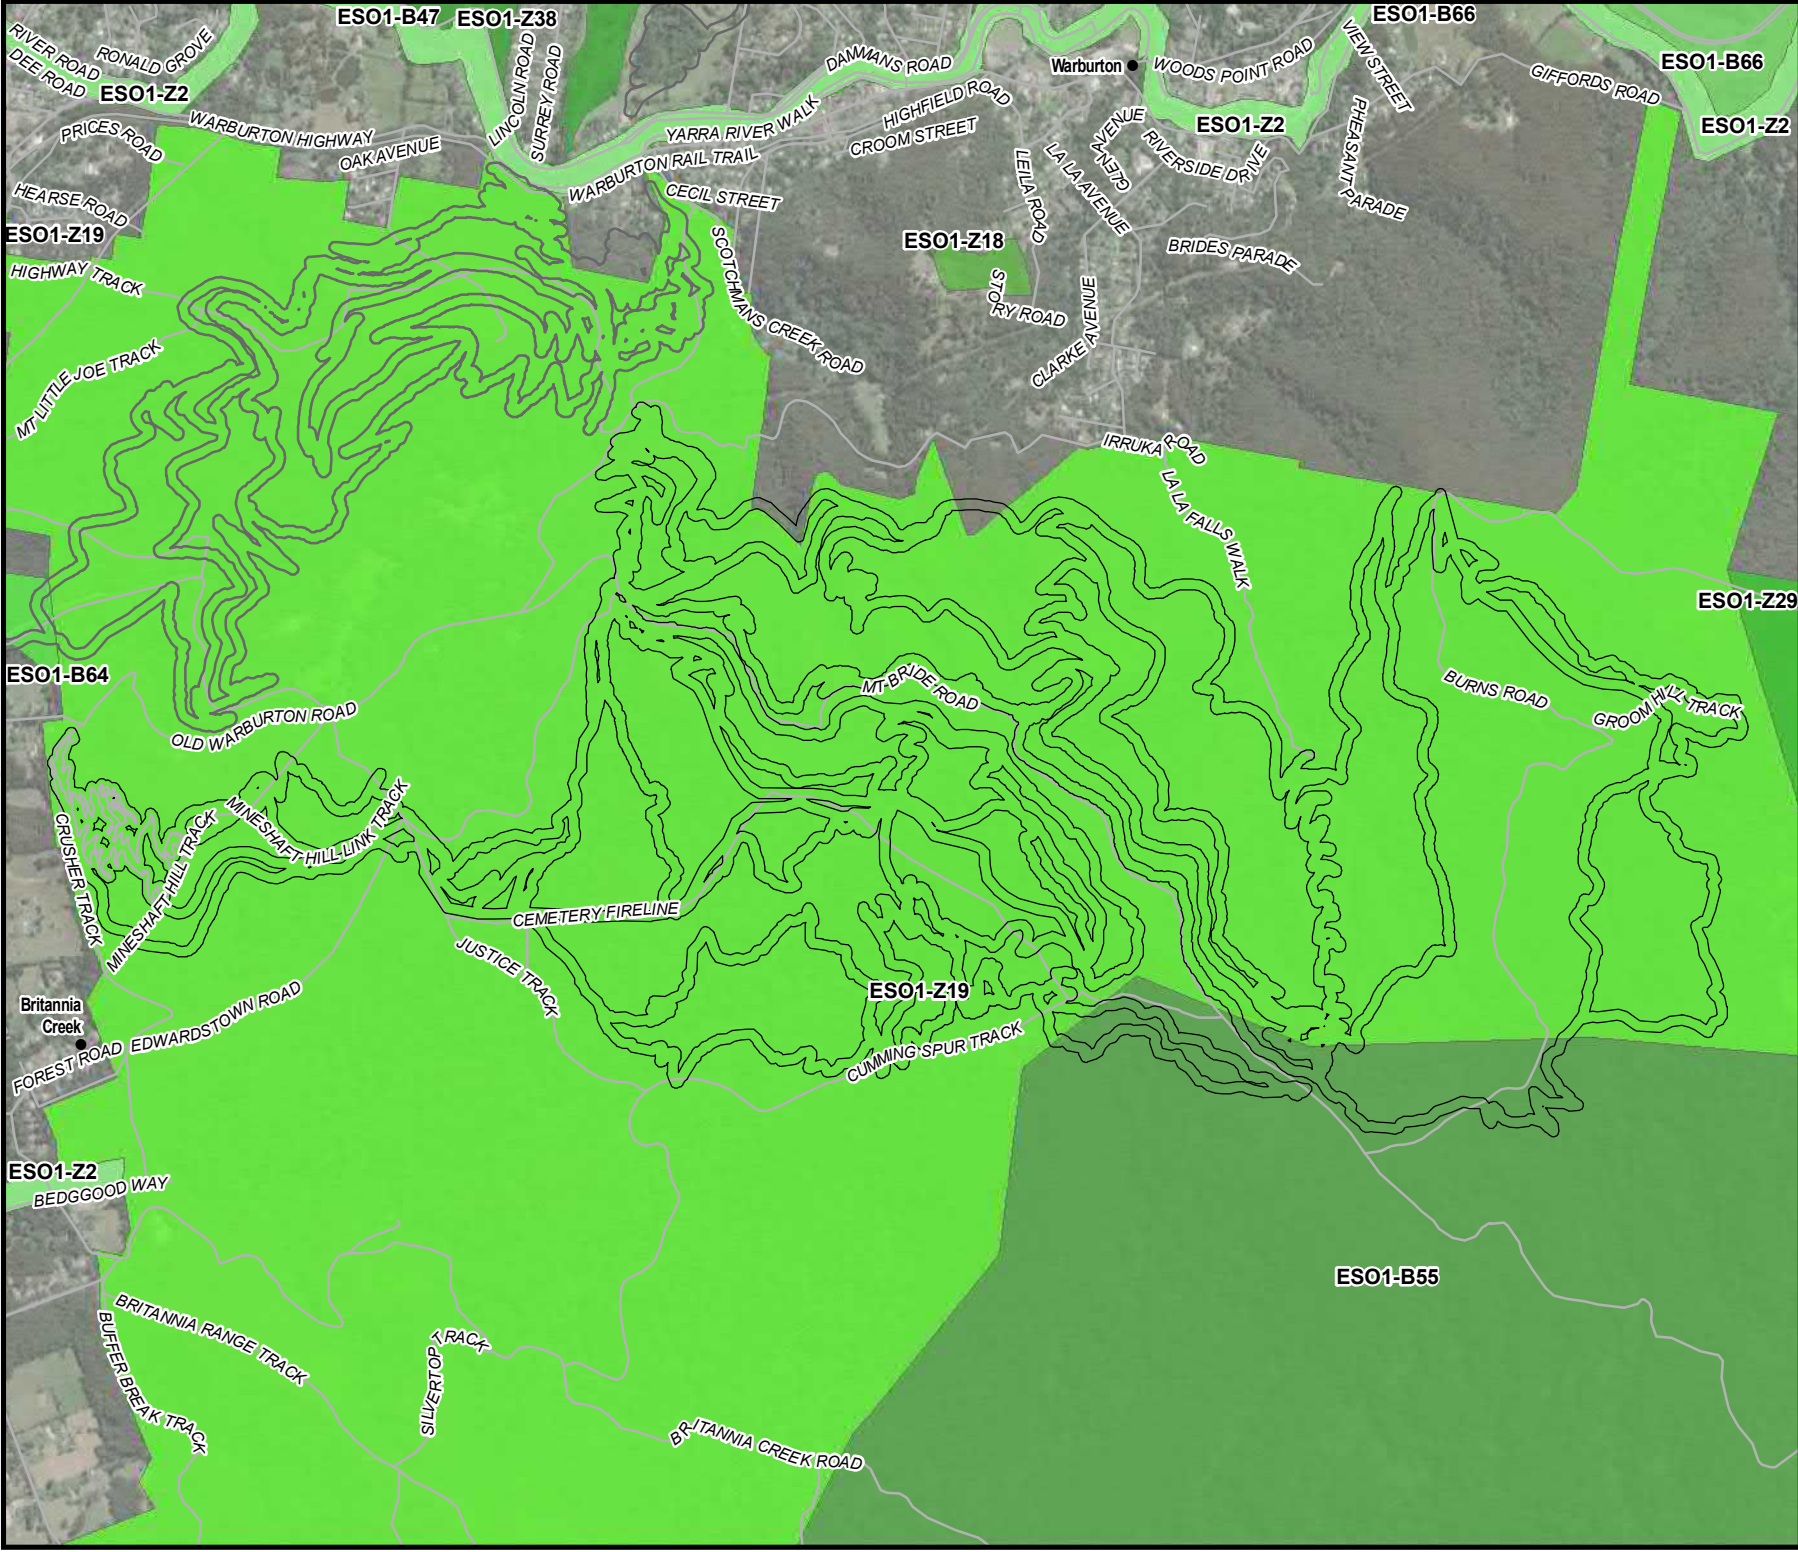 ESO1-B47
ESO1-Z38
ESO1-B66
RIVER ROAD
RONALD GROVE
DEE ROAD
ESO1-Z2
LINCOLN ROAD
SURREY ROAD
DAMMANS ROAD
Warburton
WOODS POINT ROAD
VIEW STREET
GIFFORDS ROAD
ESO1-B66
PRICES ROAD
WARBURTON HIGHWAY
OAK AVENUE
YARRA RIVER WALK
HIGHFIELD ROAD
CROOM STREET
GLEN AVENUE
ESO1-Z2
RIVERSIDE DRIVE
PHEASANT PARADE
ESO1-Z2
WARBURTON RAIL TRAIL
CECIL STREET
LEILA ROAD
LA LA AVENUE
HEARSE ROAD
ESO1-Z19
HIGHWAY TRACK
SCOTCHMANS CREEK ROAD
ESO1-Z18
STORY ROAD
BRIDES PARADE
CLARKE AVENUE
MT LITTLE JOE TRACK
IRRUKA ROAD
LA LA FALLS WALK
ESO1-Z29
ESO1-B64
MT BRIDE ROAD
BURNS ROAD
GROOM HILL TRACK
OLD WARBURTON ROAD
MINESHAFT HILL LINK TRACK
CRUSHER TRACK
MINESHAFT HILL TRACK
CEMETERY FIRELINE
JUSTICE TRACK
ESO1-Z19
Britannia
Creek
EDWARDSTOWN ROAD
FOREST ROAD
CUMMING SPUR TRACK
ESO1-Z2
BEDGGOOD WAY
ESO1-B55
BRITANNIA RANGE TRACK
BUFFER BREAK TRACK
SILVERTOP TRACK
BRITANNIA CREEK ROAD